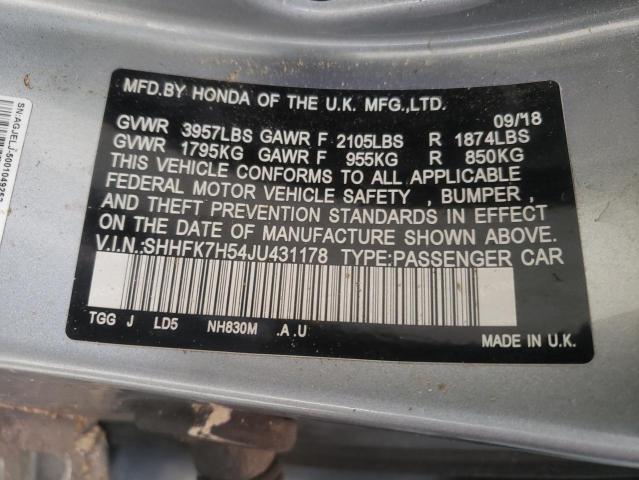 MFD.BY HONDA OF THE U.K. MFG.,LTD.
09/18
GVWR 3957LBS GAWR F 2105LBS R 1874LBS
GVWR 1795KG GAWR F 955KG R 850KG
THIS VEHICLE CONFORMS TO ALL APPLICABLE
FEDERAL MOTOR VEHICLE SAFETY , BUMPER ,
AND THEFT PREVENTION STANDARDS IN EFFECT
ON THE DATE OF MANUFACTURE SHOWN ABOVE.
V.I.N.:SHHFK7H54JU431178 TYPE:PASSENGER CAR
TGG J LD5 NH830M .A.U
MADE IN U.K.